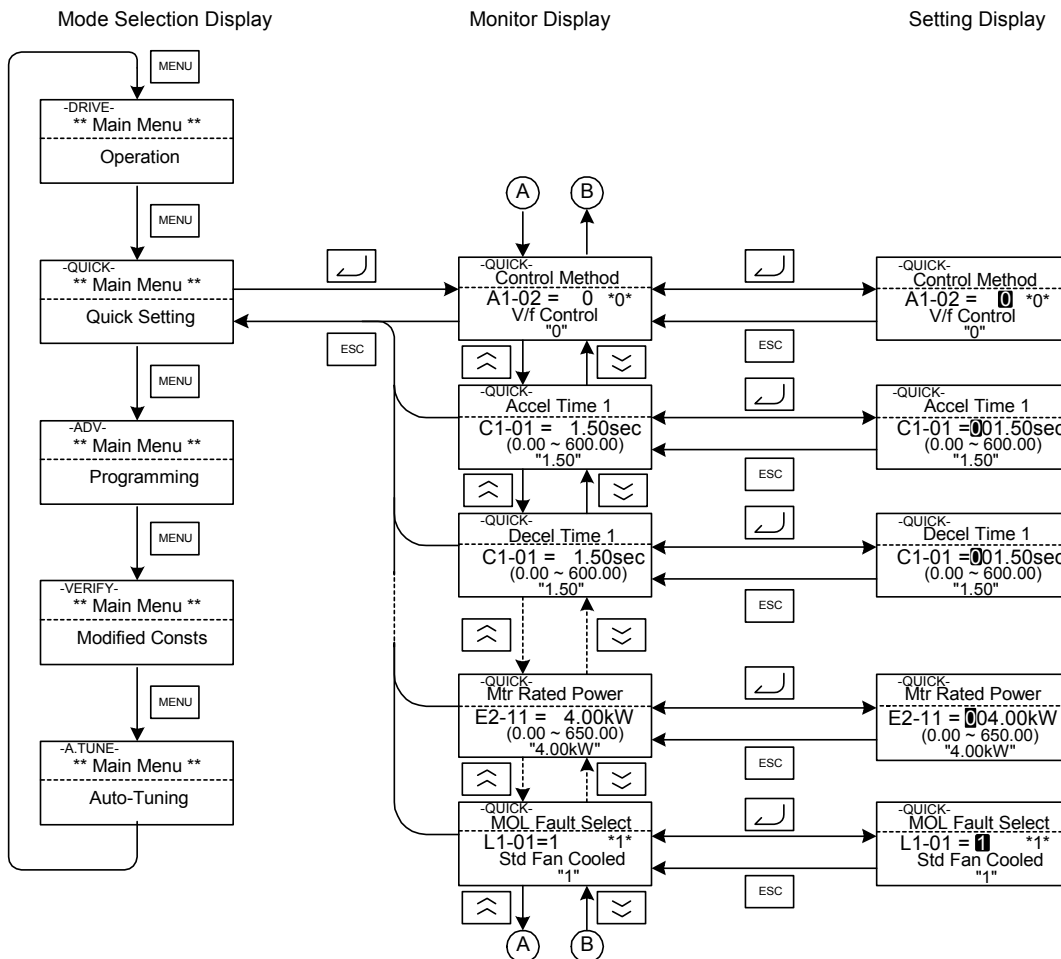 Mode Selection Display
Monitor Display
Setting Display
MENU
-DRIVE-
** Main Menu **
Operation
MENU
-QUICK-
** Main Menu **
Quick Setting
MENU
-ADV-
** Main Menu **
Programming
MENU
-VERIFY-
** Main Menu **
Modified Consts
MENU
-A.TUNE-
** Main Menu **
Auto-Tuning
ESC
A
B
-QUICK-
Control Method
A1-02 = 0 *0*
V/f Control
"0"
-QUICK-
Accel Time 1
C1-01 = 1.50sec
(0.00 ~ 600.00)
"1.50"
-QUICK-
Decel Time 1
C1-01 = 1.50sec
(0.00 ~ 600.00)
"1.50"
-QUICK-
Mtr Rated Power
E2-11 = 4.00kW
(0.00 ~ 650.00)
"4.00kW"
-QUICK-
MOL Fault Select
L1-01=1 *1*
Std Fan Cooled
"1"
A
B
ESC
ESC
ESC
ESC
ESC
-QUICK-
Control Method
A1-02 = 0 *0*
V/f Control
"0"
-QUICK-
Accel Time 1
C1-01 =001.50sec
(0.00 ~ 600.00)
"1.50"
-QUICK-
Decel Time 1
C1-01 =001.50sec
(0.00 ~ 600.00)
"1.50"
-QUICK-
Mtr Rated Power
E2-11 = 004.00kW
(0.00 ~ 650.00)
"4.00kW"
-QUICK-
MOL Fault Select
L1-01 = 1 *1*
Std Fan Cooled
"1"